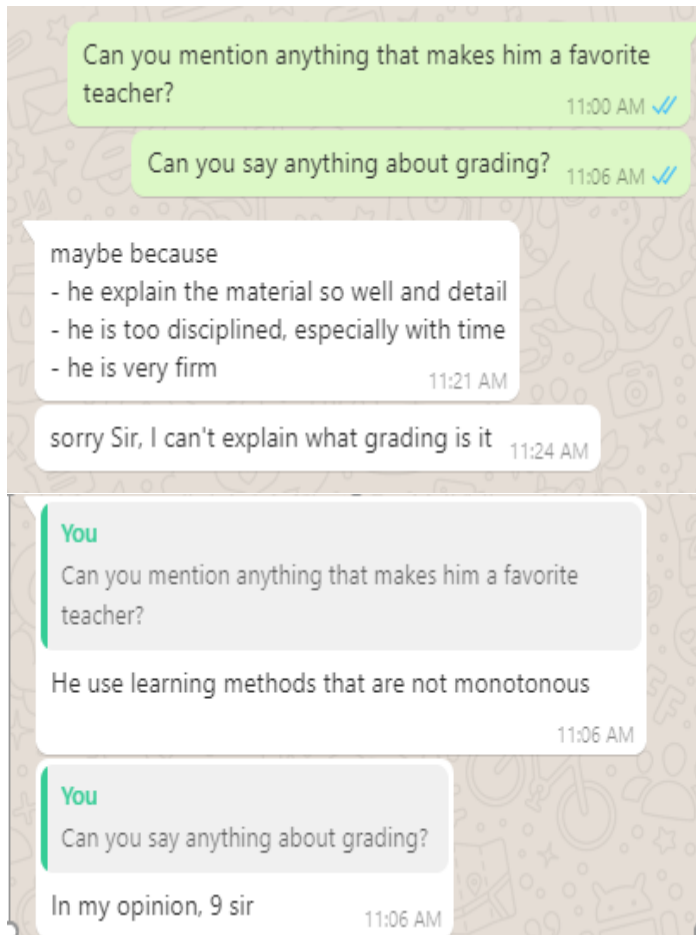 Can you mention anything that makes him a favorite
teacher?
11:00 AM
Can you say anything about grading?
11:06 AM
maybe because
- he explain the material so well and detail
- he is too disciplined, especially with time
- he is very firm
11:21 AM
sorry Sir, I can't explain what grading is it
11:24 AM
You
Can you mention anything that makes him a favorite
teacher?
He use learning methods that are not monotonous
11:06 AM
You
Can you say anything about grading?
In my opinion, 9 sir
11:06 AM